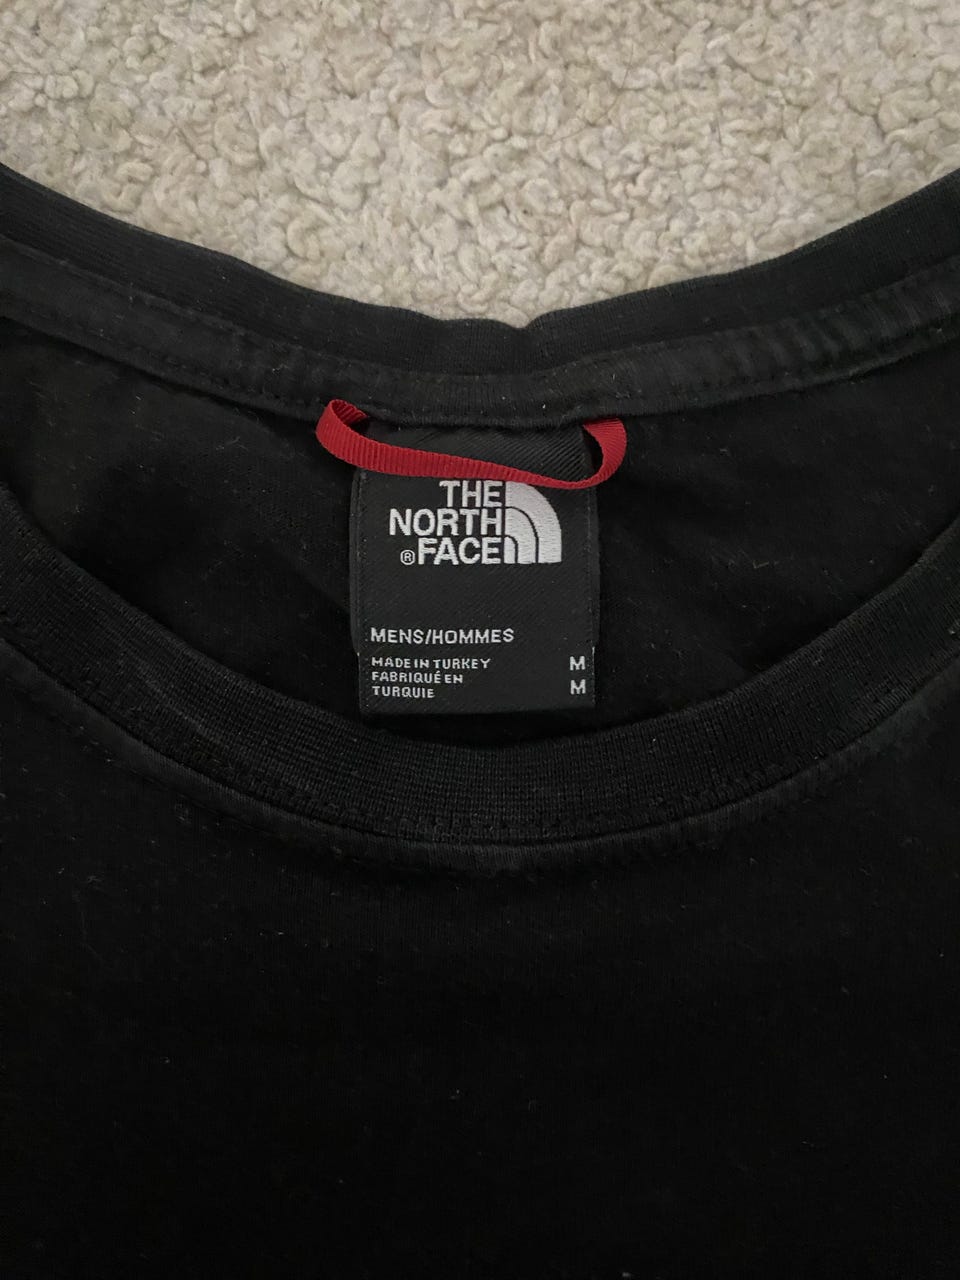 THE
NORTH
® FACE
MENS/HOMMES
MADE IN TURKEY M
FABRIQUÉ EN
TURQUIE M